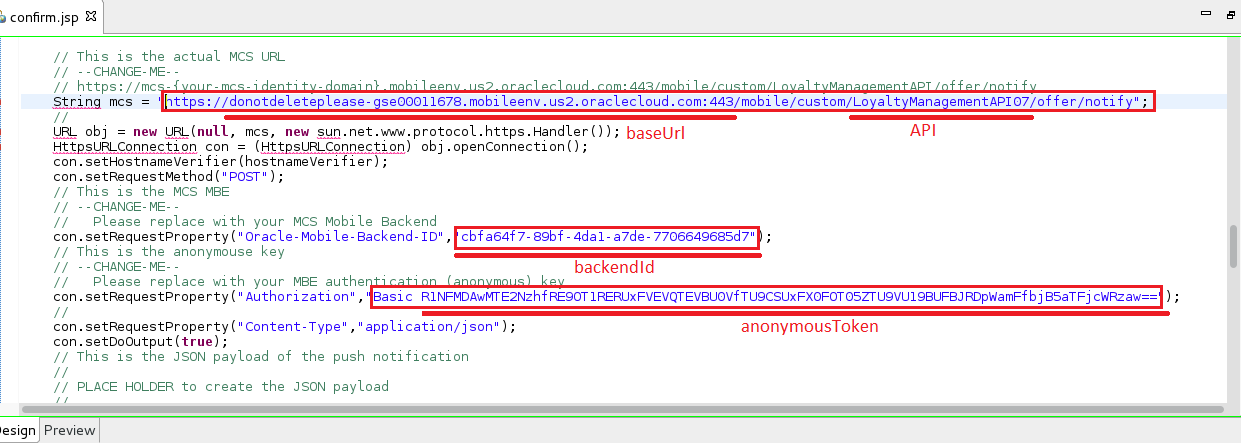 confirm.jsp
// This is the actual MCS URL
// --CHANGE-ME--
// https://mcs-{your-mcs-identity-domain}.mobileenv.us2.oraclecloud.com:443/mobile/custom/LoyaltyManagementAPI/offer/notify
String mcs = "https://donotdeleteplease-gse00011678.mobileenv.us2.oraclecloud.com:443/mobile/custom/LoyaltyManagementAPI07/offer/notify";
//
URL obj = new URL(null, mcs, new sun.net.www.protocol.https.Handler());
baseUrl
API
HttpsURLConnection con = (HttpsURLConnection) obj.openConnection();
con.setHostnameVerifier(hostnameVerifier);
con.setRequestMethod("POST");
// This is the MCS MBE
// --CHANGE-ME--
// Please replace with your MCS Mobile Backend
con.setRequestProperty("Oracle-Mobile-Backend-ID","cbfa64f7-89bf-4da1-a7de-7706649685d7");
// This is the anonymouse key
backendId
// --CHANGE-ME--
// Please replace with your MBE authentication (anonymous) key
con.setRequestProperty("Authorization","Basic R1NFMDAwMTE2NzhfRE9OT1RERUxFVEVQTEVBU0VfTU9CSUxFX0FOT05ZTU9VU19BUFBJRDpWamFfbjB5aTFjcWRzaw==");
//
con.setRequestProperty("Content-Type","application/json");
anonymousToken
con.setDoOutput(true);
// This is the JSON payload of the push notification
//
// PLACE HOLDER to create the JSON payload
//
Design
Preview